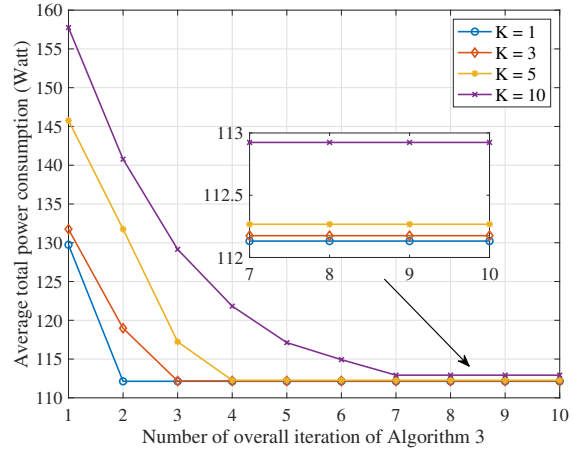 Average total power consumption (Watt)
160
155
150
145
140
135
130
125
120
115
110
K = 1
K = 3
K = 5
K = 10
113
112.5
112
7 8 9 10
1 2 3 4 5 6 7 8 9 10
Number of overall iteration of Algorithm 3